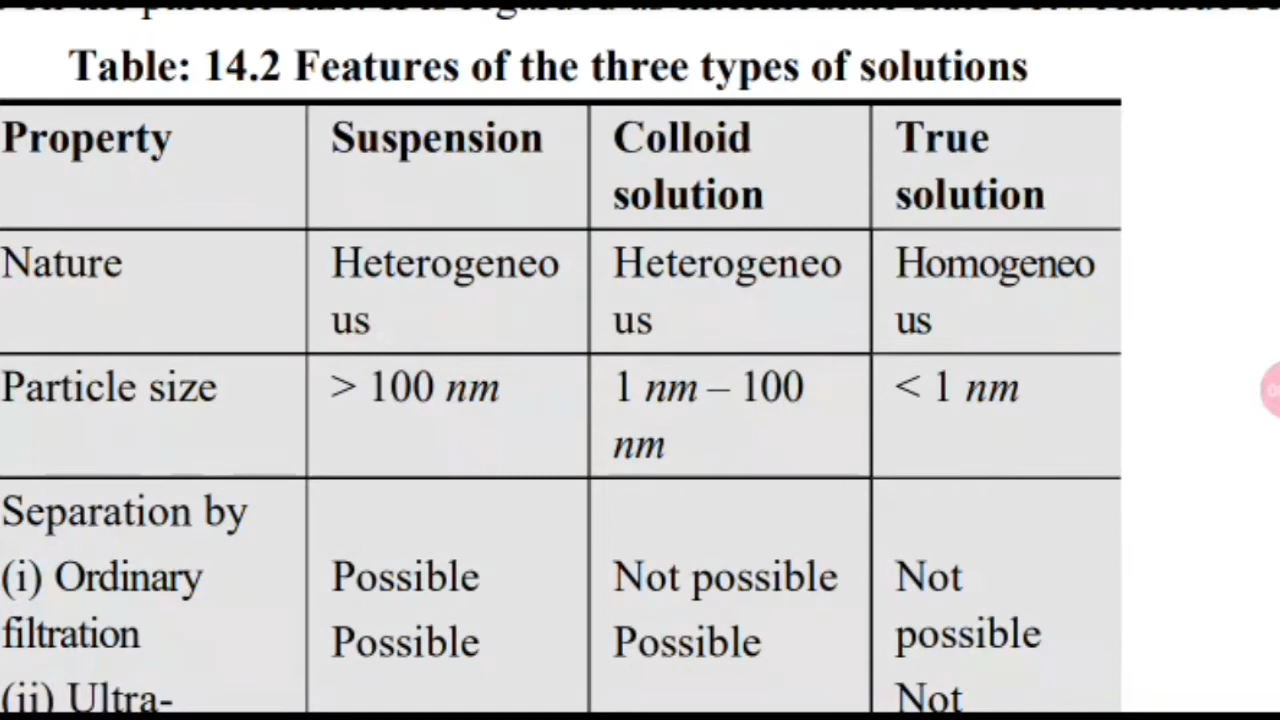 Table: 14.2 Features of the three types of solutions
Property Suspension Colloid True
solution solution
Nature Heterogeneo Heterogeneo Homogeneo
us us us
Particle size > 100 nm 1 nm – 100 < 1 nm
nm
Separation by
(i) Ordinary Possible Not possible Not
filtration Possible Possible possible
(ii) Ultra- Not